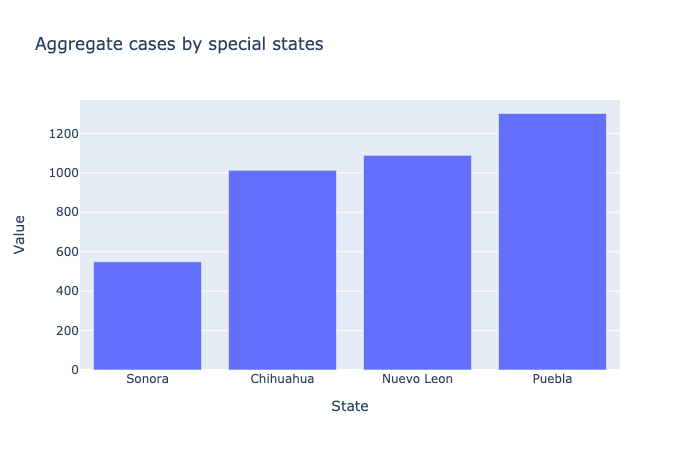 Aggregate cases by special states
1200
1000
800
600
400
200
0
Value
Sonora Chihuahua Nuevo Leon Puebla
State